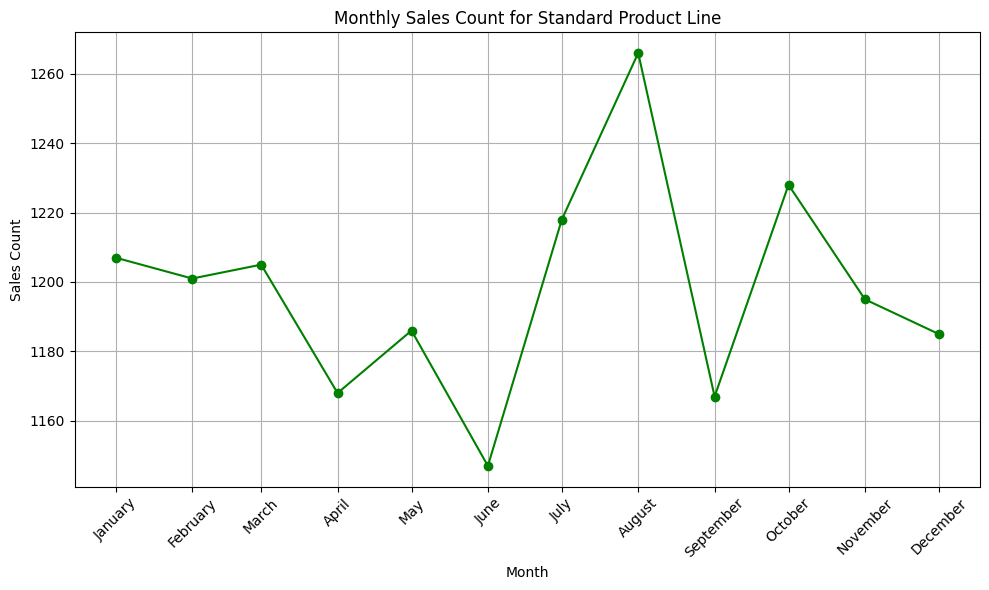 Monthly Sales Count for Standard Product Line
1260
1240
1220
1200
1180
1160
Sales Count
January
February
March
April
May
June
July
August
September
October
November
December
Month